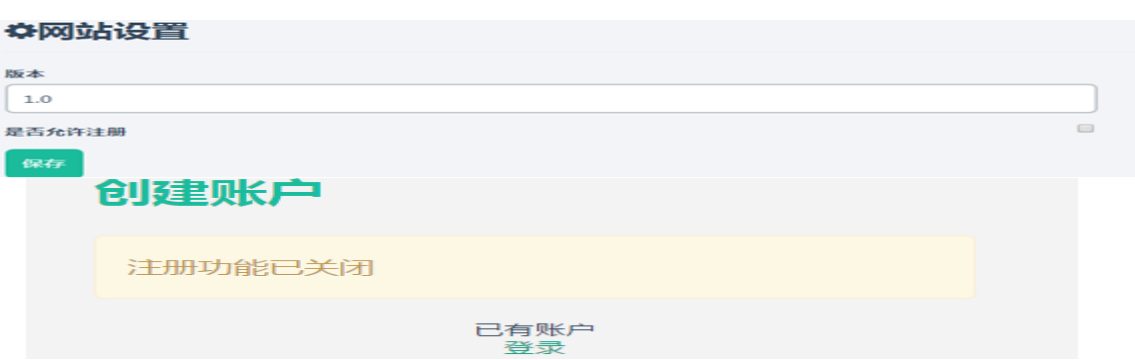 网站设置
版本
1.0
是否允许注册
保存
创建账户
注册功能已关闭
已有账户
登录